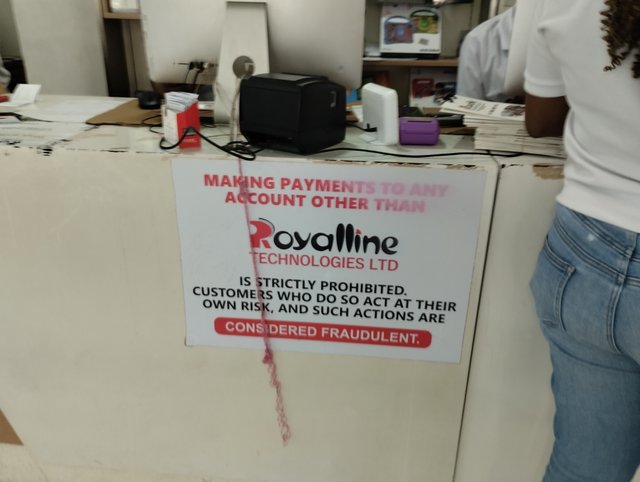 MAKING PAYMENTS TO ANY
ACCOUNT OTHER THAN
Royalline
TECHNOLOGIES LTD
IS STRICTLY PROHIBITED.
CUSTOMERS WHO DO SO ACT AT THEIR
OWN RISK, AND SUCH ACTIONS ARE
CONSIDERED FRAUDULENT.